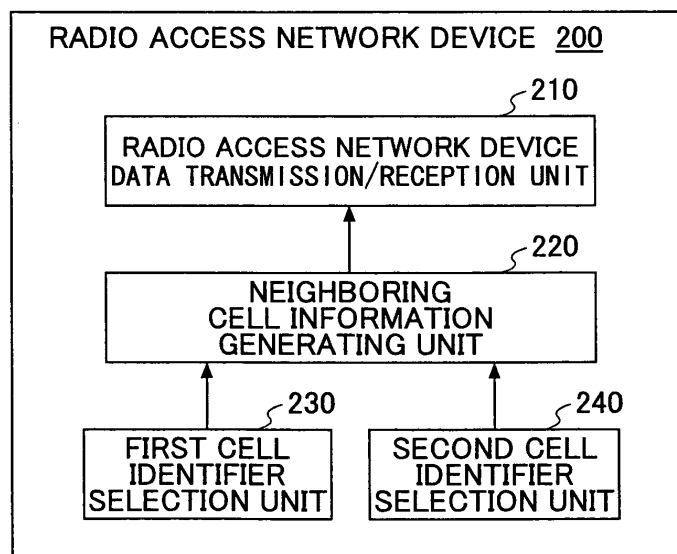 RADIO ACCESS NETWORK DEVICE 200
210
RADIO ACCESS NETWORK DEVICE
DATA TRANSMISSION/RECEPTION UNIT
220
NEIGHBORING
CELL INFORMATION
GENERATING UNIT
230
FIRST CELL
IDENTIFIER
SELECTION UNIT
240
SECOND CELL
IDENTIFIER
SELECTION UNIT